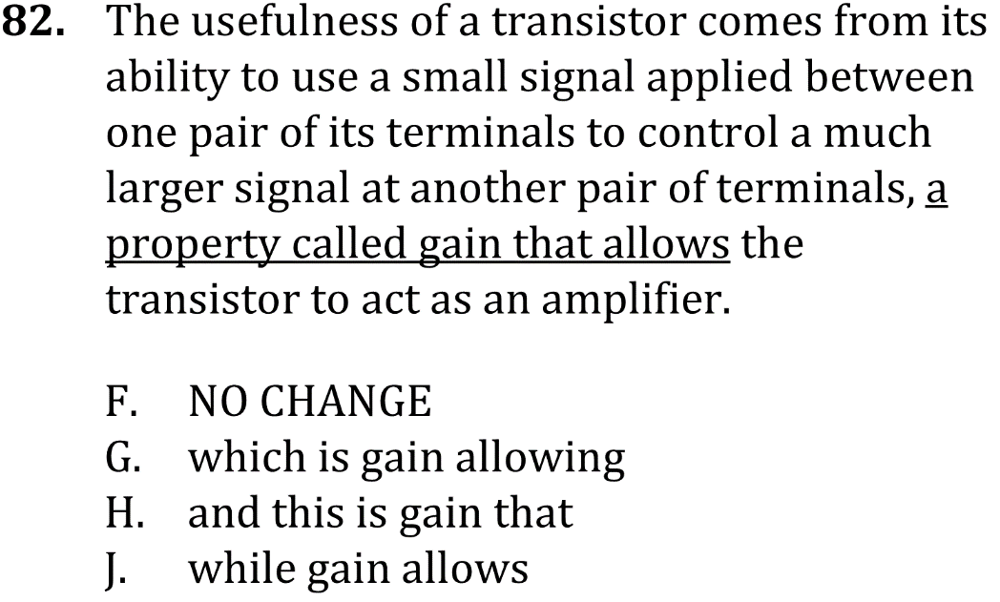 82. The usefulness of a transistor comes from its
ability to use a small signal applied between
one pair of its terminals to control a much
larger signal at another pair of terminals, a
property called gain that allows the
transistor to act as an amplifier.
F. NO CHANGE
G. which is gain allowing
H. and this is gain that
J. while gain allows